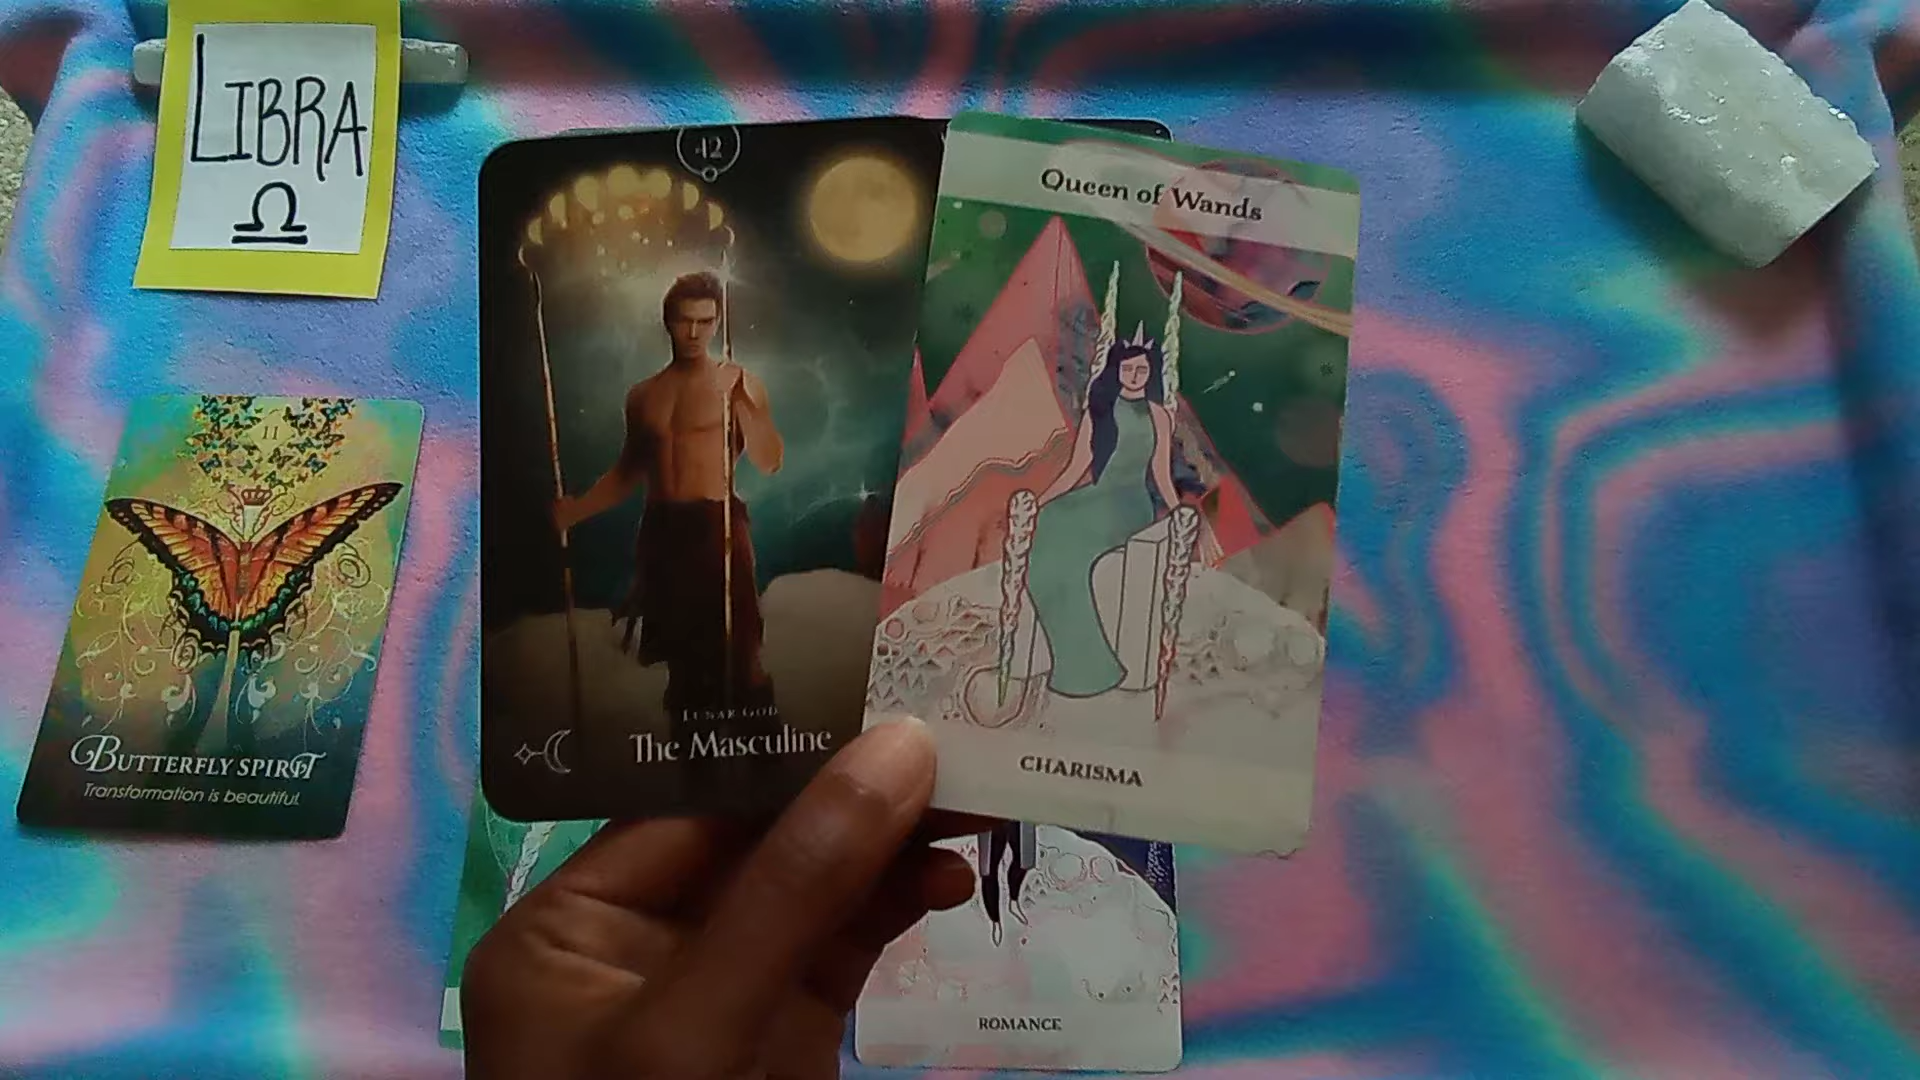 LIBRA
♎
42
LUNAR GOD
The Masculine
Queen of Wands
CHARISMA
11
BUTTERFLY SPIRIT
Transformation is beautiful.
ROMANCE